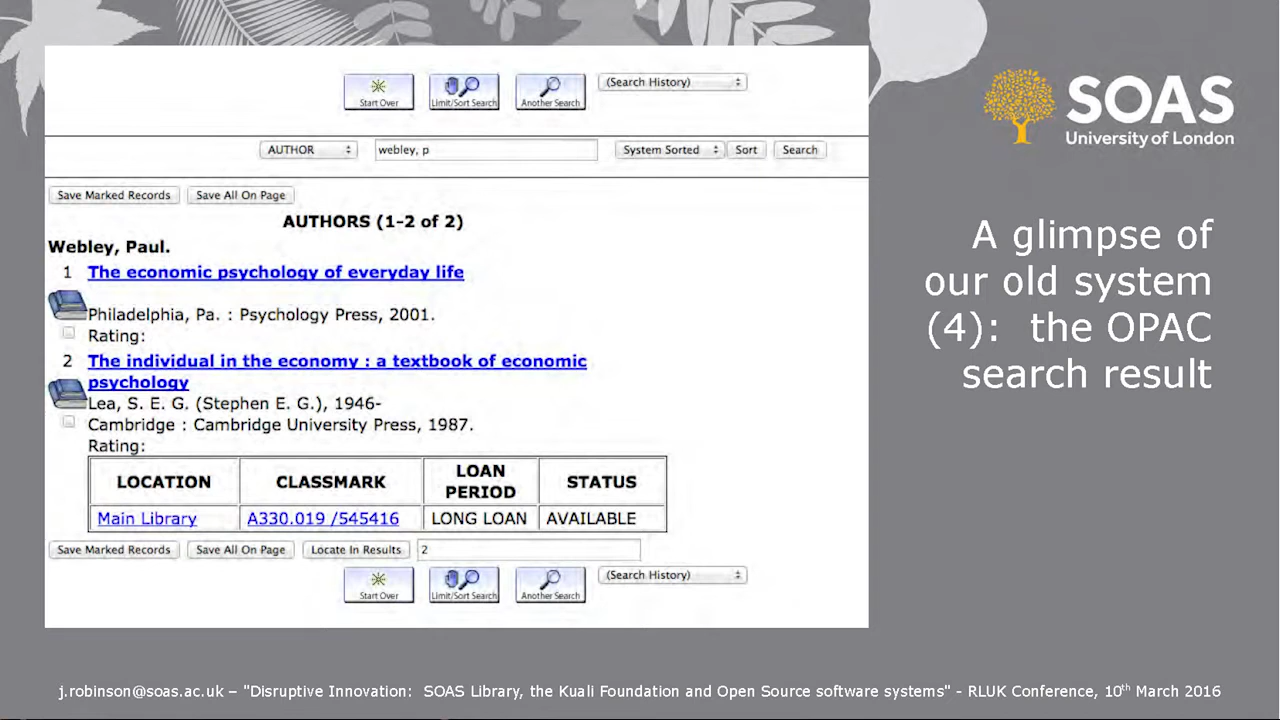 Start Over
Limit/Sort Search
Another Search
(Search History)
AUTHOR
webley, p
System Sorted
Sort
Search
Save Marked Records
Save All On Page
AUTHORS (1-2 of 2)
Webley, Paul.
1 The economic psychology of everyday life
Philadelphia, Pa. : Psychology Press, 2001.
Rating:
2 The individual in the economy : a textbook of economic
psychology
Lea, S. E. G. (Stephen E. G.), 1946-
Cambridge : Cambridge University Press, 1987.
Rating:
LOCATION CLASSMARK LOAN PERIOD STATUS
Main Library A330.019 /545416 LONG LOAN AVAILABLE
Save Marked Records
Save All On Page
Locate In Results
2
Start Over
Limit/Sort Search
Another Search
(Search History)
SOAS
University of London
A glimpse of
our old system
(4): the OPAC
search result
j.robinson@soas.ac.uk – "Disruptive Innovation: SOAS Library, the Kuali Foundation and Open Source software systems" - RLUK Conference, 10th March 2016